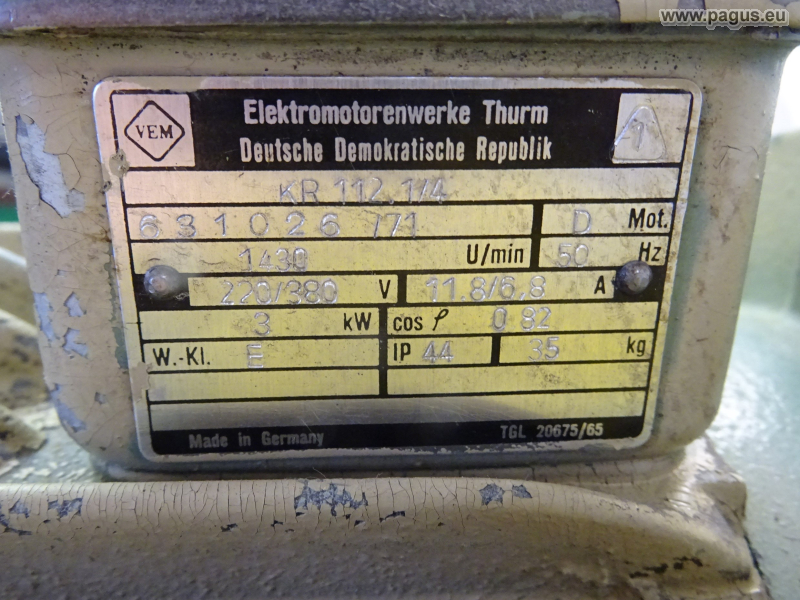 www.pagus.eu
VEM
Elektromotorenwerke Thurm
Deutsche Demokratische Republik
KR 112.1/4
631026 /71 D Mot.
1430 U/min 50 Hz
220/380 V 11.8/6,8 A
3 kW cos φ 0 82
W.-Kl. E IP 44 35 kg
Made in Germany TGL 20675/65